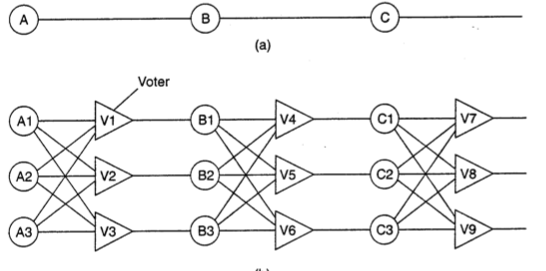 A B C
(a)
Voter
A1 V1 B1 V4 C1 V7
A2 V2 B2 V5 C2 V8
A3 V3 B3 V6 C3 V9